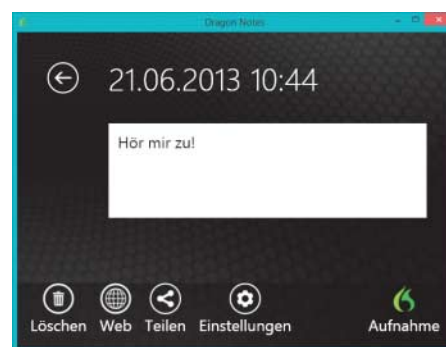 Dragon Notes
21.06.2013 10:44
Hör mir zu!
Löschen Web Teilen Einstellungen Aufnahme